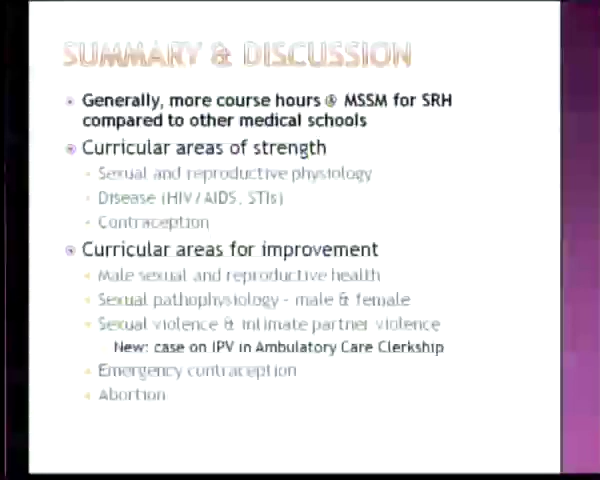 SUMMARY & DISCUSSION
Generally, more course hours @ MSSM for SRH
compared to other medical schools
Curricular areas of strength
Sexual and reproductive physiology
Disease (HIV/AIDS, STIs)
Contraception
Curricular areas for improvement
Male sexual and reproductive health
Sexual pathophysiology - male & female
Sexual violence & intimate partner violence
New: case on IPV in Ambulatory Care Clerkship
Emergency contraception
Abortion